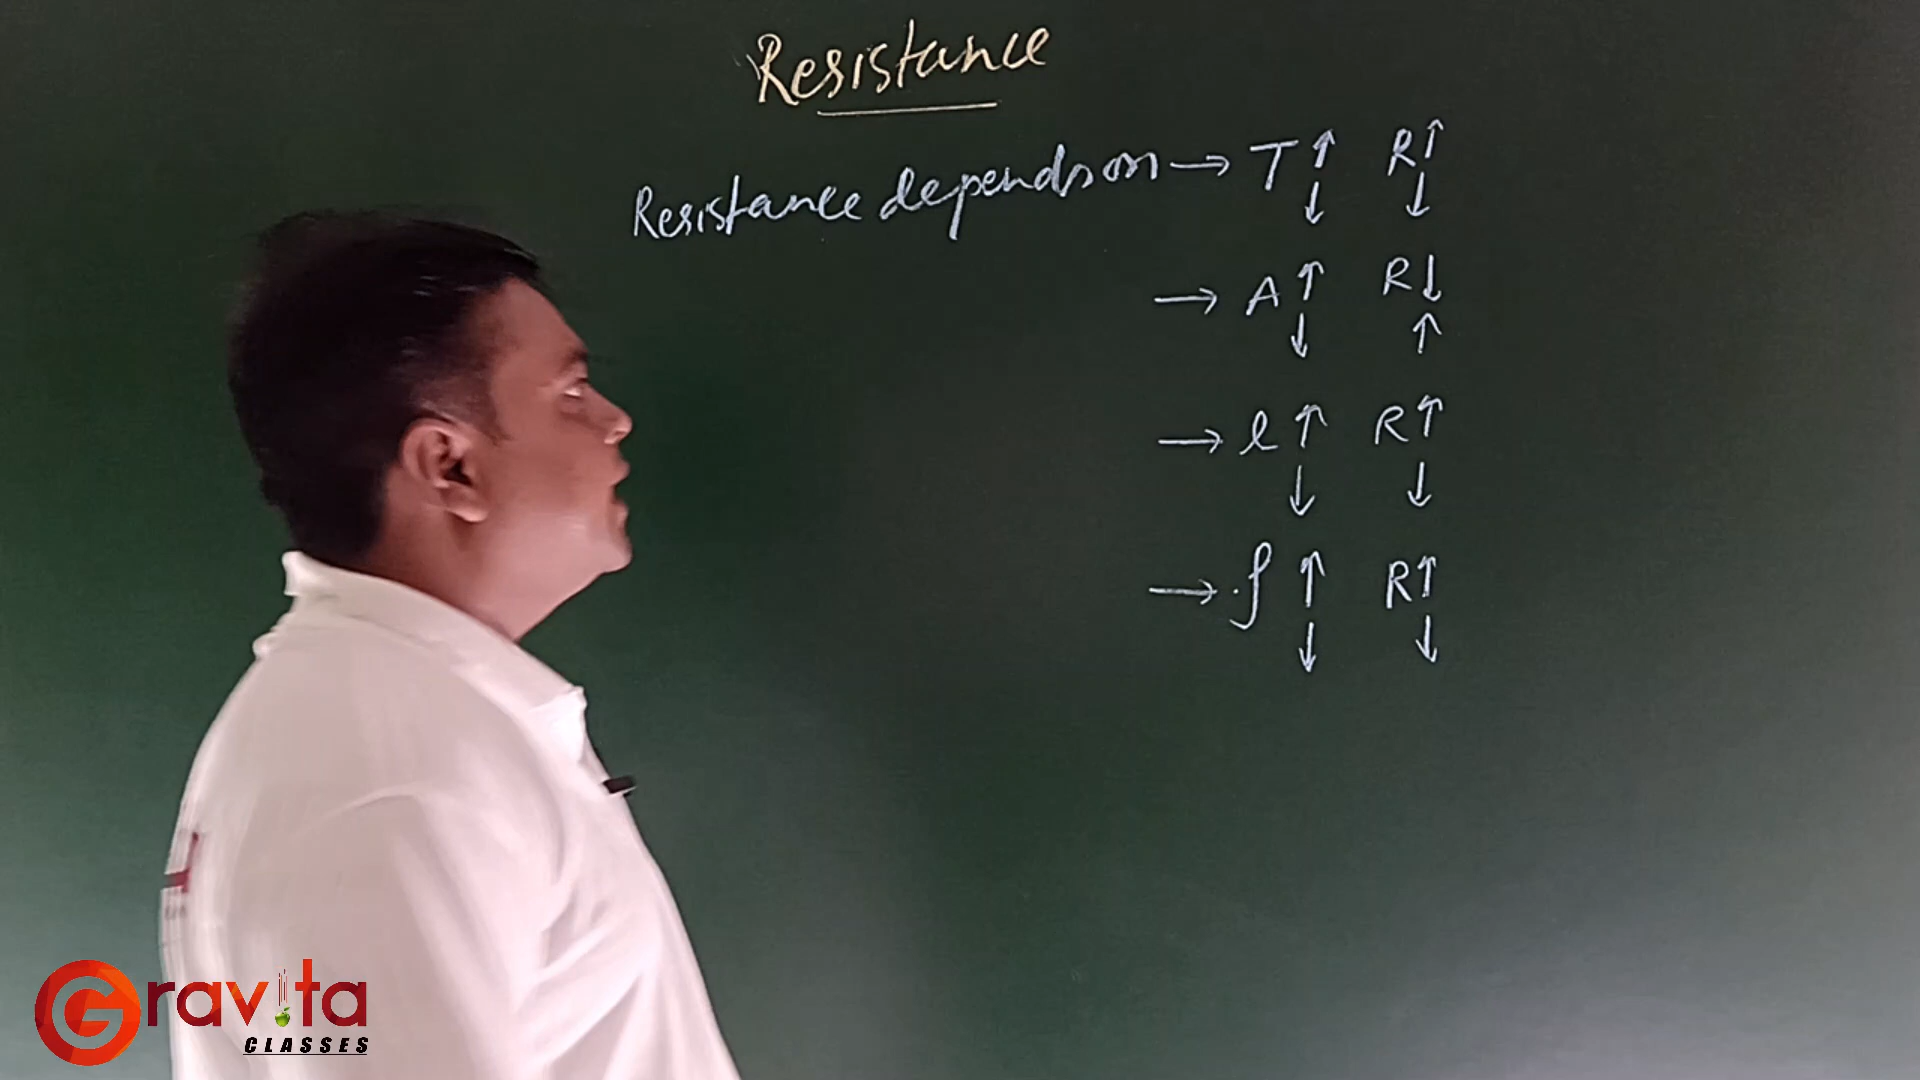 Resistance
Resistance depends on → T ↑ R ↑
↓ ↓
→ A ↑ R ↓
↓ ↑
→ l ↑ R ↑
↓ ↓
→ ρ ↑ R ↑
↓ ↓
Gravita
CLASSES